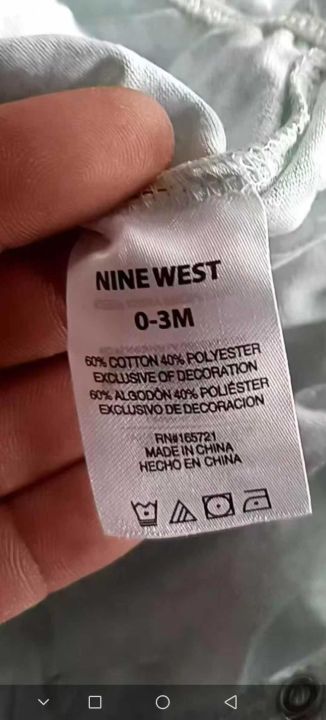 NINE WEST
0-3M
60% COTTON 40% POLYESTER
EXCLUSIVE OF DECORATION
60% ALGODÓN 40% POLIÉSTER
EXCLUSIVO DE DECORACION
RN#165721
MADE IN CHINA
HECHO EN CHINA